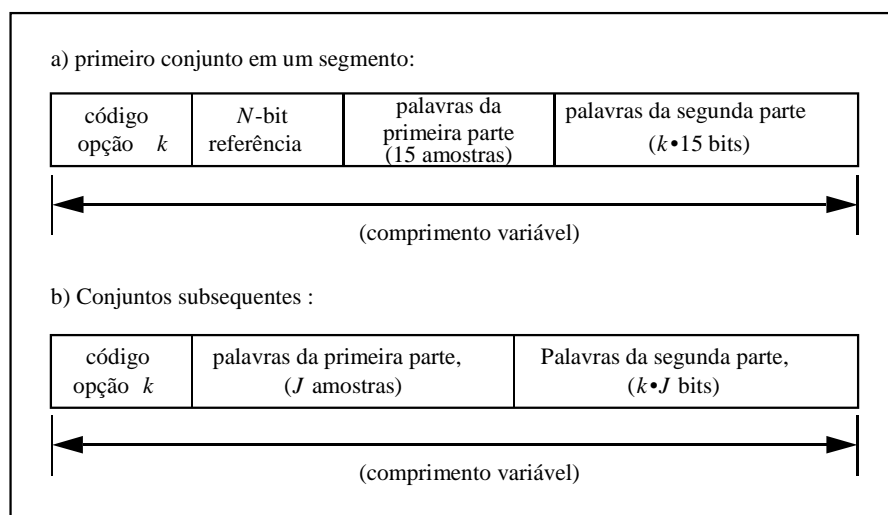 a) primeiro conjunto em um segmento:
código
opção k
N-bit
referência
palavras da
primeira parte
(15 amostras)
palavras da segunda parte
(k•15 bits)
(comprimento variável)
b) Conjuntos subsequentes :
código
opção k
palavras da primeira parte,
(J amostras)
Palavras da segunda parte,
(k•J bits)
(comprimento variável)